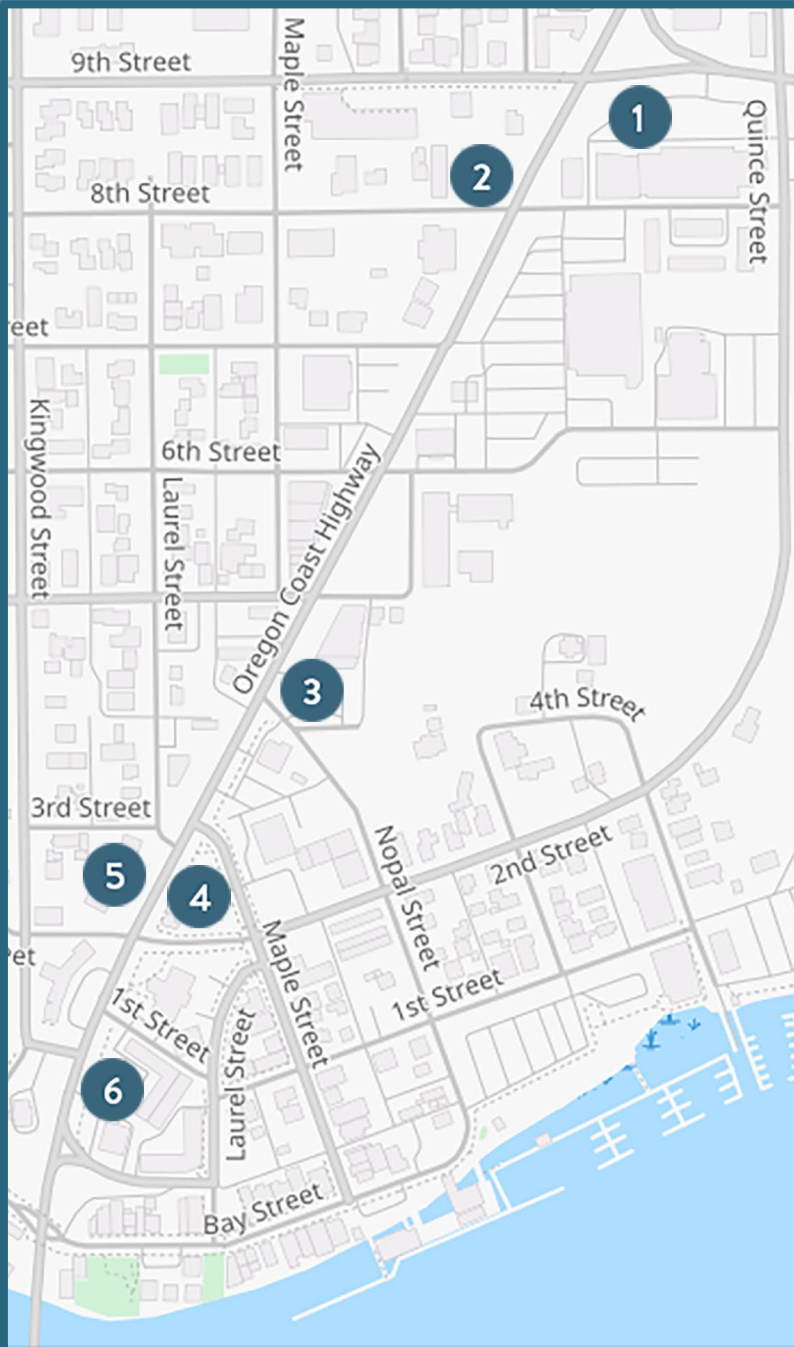 9th Street
Maple Street
1
Quince Street
2
8th Street
reet
Kingwood Street
6th Street
Laurel Street
Oregon Coast Highway
3
4th Street
3rd Street
5
4
2nd Street
Nopal Street
Maple Street
et
1st Street
1st Street
Laurel Street
6
Bay Street